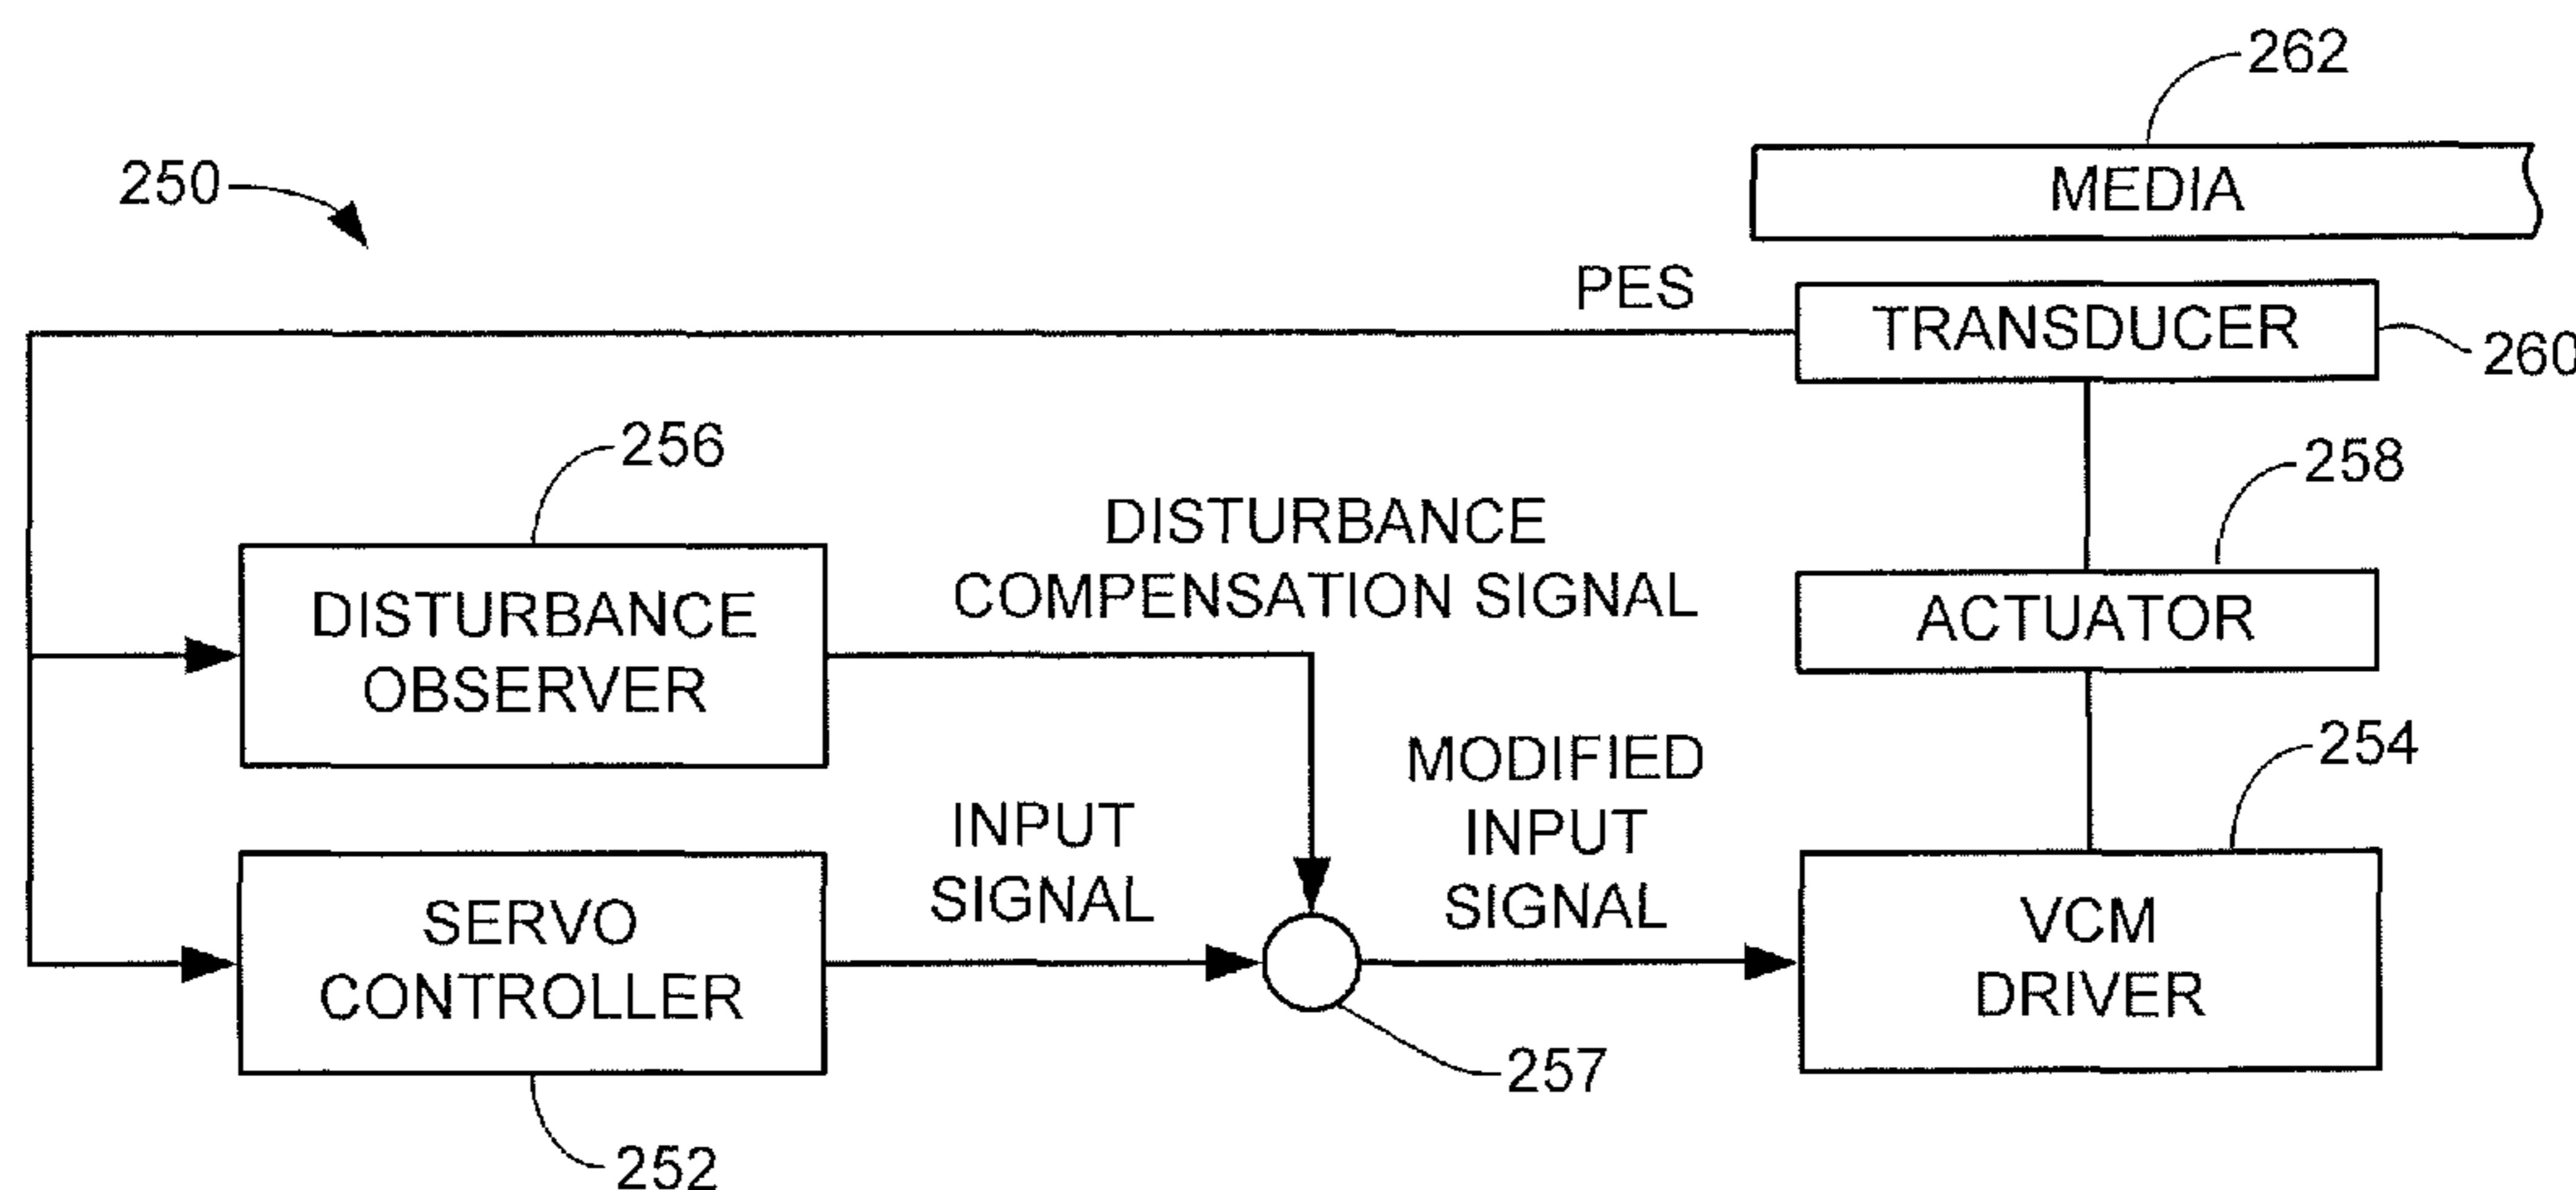 262
250
MEDIA
PES
TRANSDUCER
260
256
258
DISTURBANCE
COMPENSATION SIGNAL
DISTURBANCE
OBSERVER
ACTUATOR
254
MODIFIED
INPUT
SIGNAL
INPUT
SIGNAL
SERVO
CONTROLLER
VCM
DRIVER
257
252